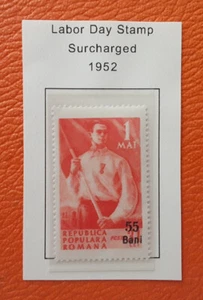 Labor Day Stamp
Surcharged
1952
1
MAI
55
Bani
REPUBLICA
POPULARA
ROMANA